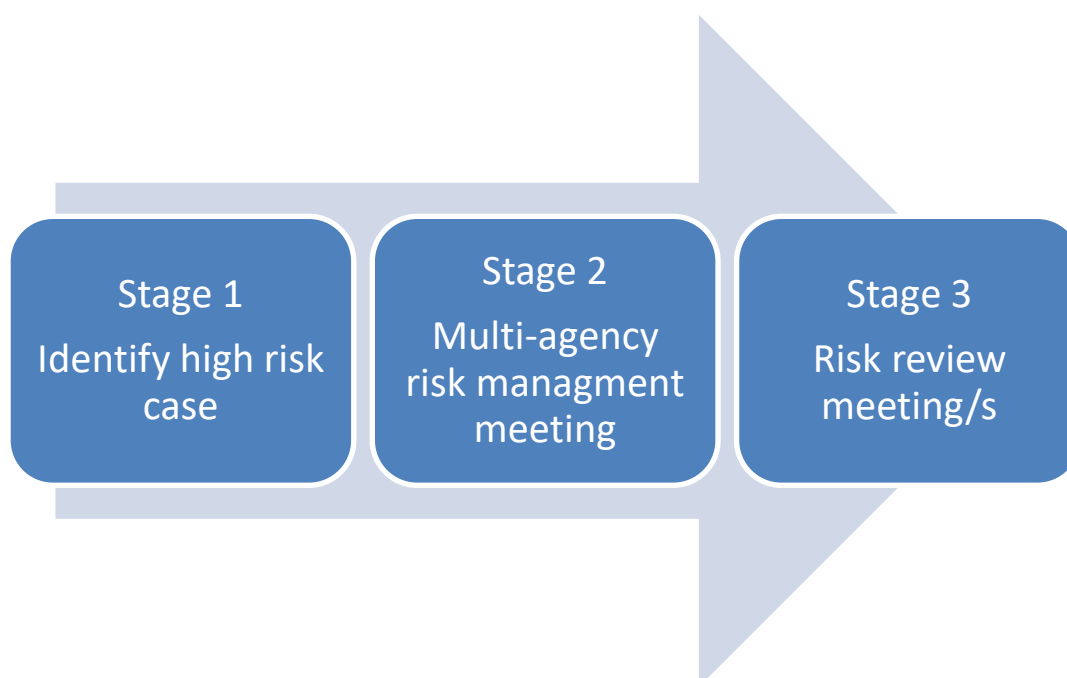 Stage 1
Identify high risk
case
Stage 2
Multi-agency
risk managment
meeting
Stage 3
Risk review
meeting/s